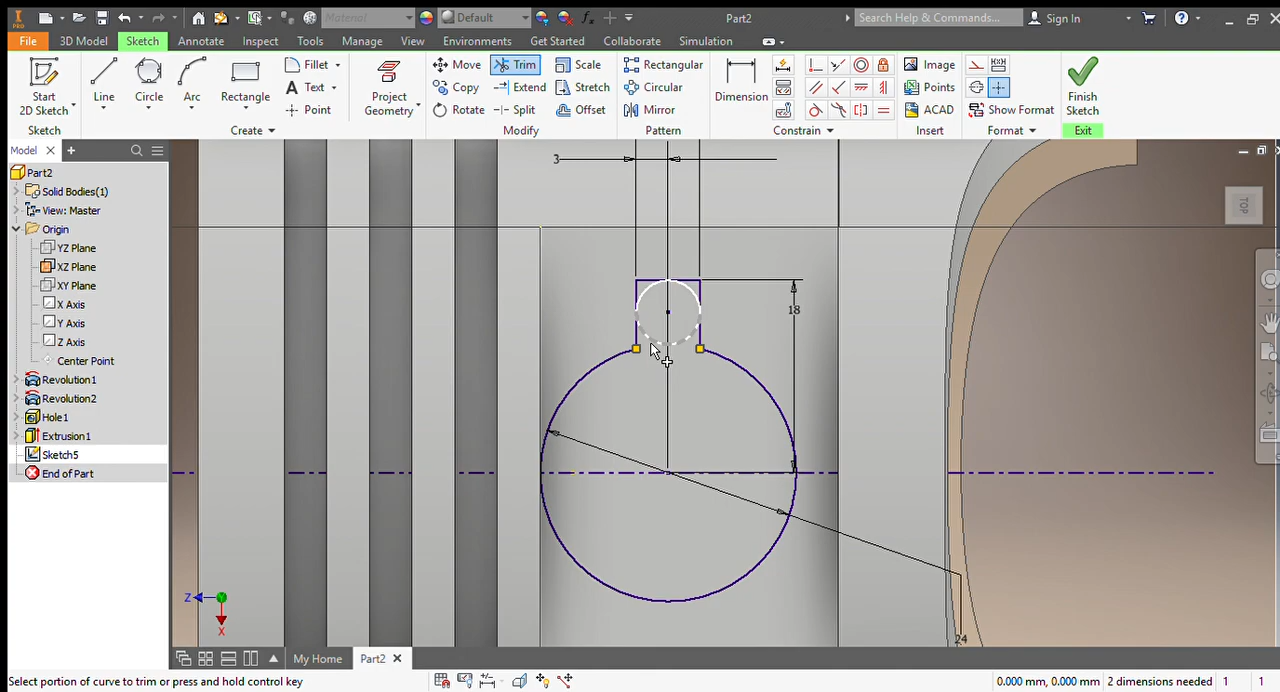 PRO
Material
Default
Part2
Search Help & Commands...
Sign In
File
3D Model
Sketch
Annotate
Inspect
Tools
Manage
View
Environments
Get Started
Collaborate
Simulation
Start
2D Sketch
Line
Circle
Arc
Rectangle
Fillet
Text
Point
Project
Geometry
Move
Copy
Rotate
Trim
Extend
Split
Scale
Stretch
Offset
Rectangular
Circular
Mirror
Dimension
Image
Points
ACAD
Show Format
Finish
Sketch
Sketch
Create
Modify
Pattern
Constrain
Insert
Format
Exit
Model
Part2
Solid Bodies(1)
View: Master
Origin
YZ Plane
XZ Plane
XY Plane
X Axis
Y Axis
Z Axis
Center Point
Revolution1
Revolution2
Hole1
Extrusion1
Sketch5
End of Part
3
18
24
TOP
Z
X
My Home
Part2
Select portion of curve to trim or press and hold control key
0.000 mm, 0.000 mm
2 dimensions needed
1
1